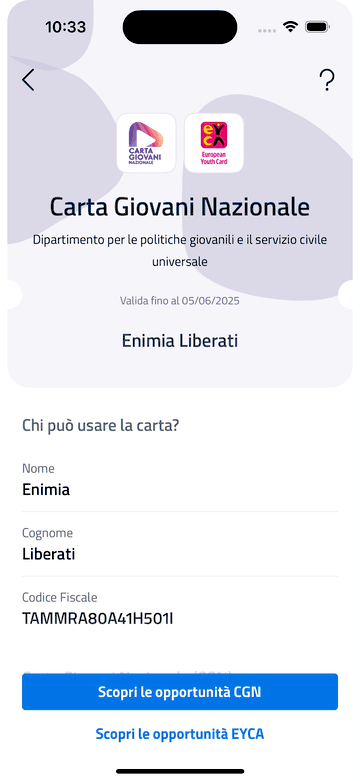 10:33
CARTA
GIOVANI
NAZIONALE
eyca
European
Youth Card
Carta Giovani Nazionale
Dipartimento per le politiche giovanili e il servizio civile
universale
Valida fino al 05/06/2025
Enimia Liberati
Chi può usare la carta?
Nome
Enimia
Cognome
Liberati
Codice Fiscale
TAMMRA80A41H501I
Scopri le opportunità CGN
Scopri le opportunità EYCA